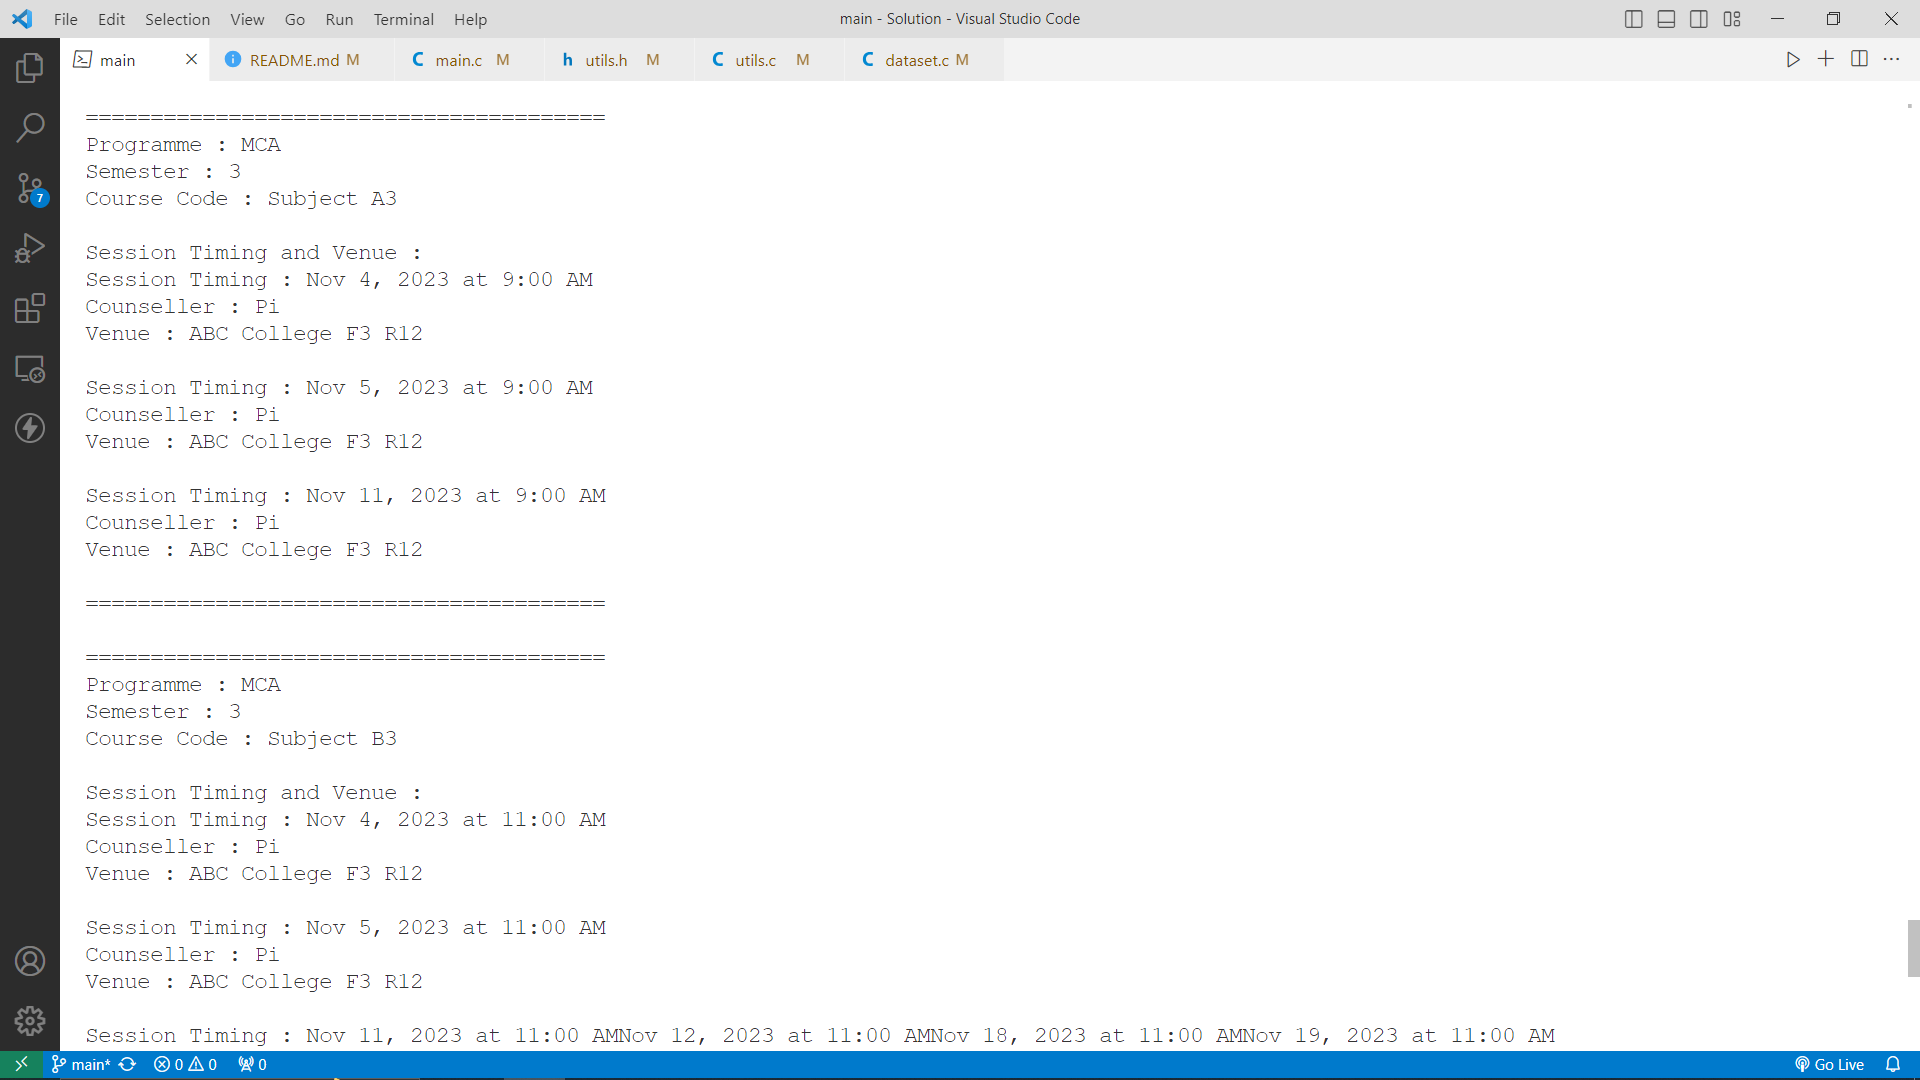 File Edit Selection View Go Run Terminal Help
main - Solution - Visual Studio Code
main
README.md M
C main.c M
h utils.h M
C utils.c M
C dataset.c M
========================================
Programme : MCA
Semester : 3
Course Code : Subject A3
Session Timing and Venue :
Session Timing : Nov 4, 2023 at 9:00 AM
Counseller : Pi
Venue : ABC College F3 R12
Session Timing : Nov 5, 2023 at 9:00 AM
Counseller : Pi
Venue : ABC College F3 R12
Session Timing : Nov 11, 2023 at 9:00 AM
Counseller : Pi
Venue : ABC College F3 R12
========================================
========================================
Programme : MCA
Semester : 3
Course Code : Subject B3
Session Timing and Venue :
Session Timing : Nov 4, 2023 at 11:00 AM
Counseller : Pi
Venue : ABC College F3 R12
Session Timing : Nov 5, 2023 at 11:00 AM
Counseller : Pi
Venue : ABC College F3 R12
Session Timing : Nov 11, 2023 at 11:00 AMNov 12, 2023 at 11:00 AMNov 18, 2023 at 11:00 AMNov 19, 2023 at 11:00 AM
7
main* 0 0 0 Go Live